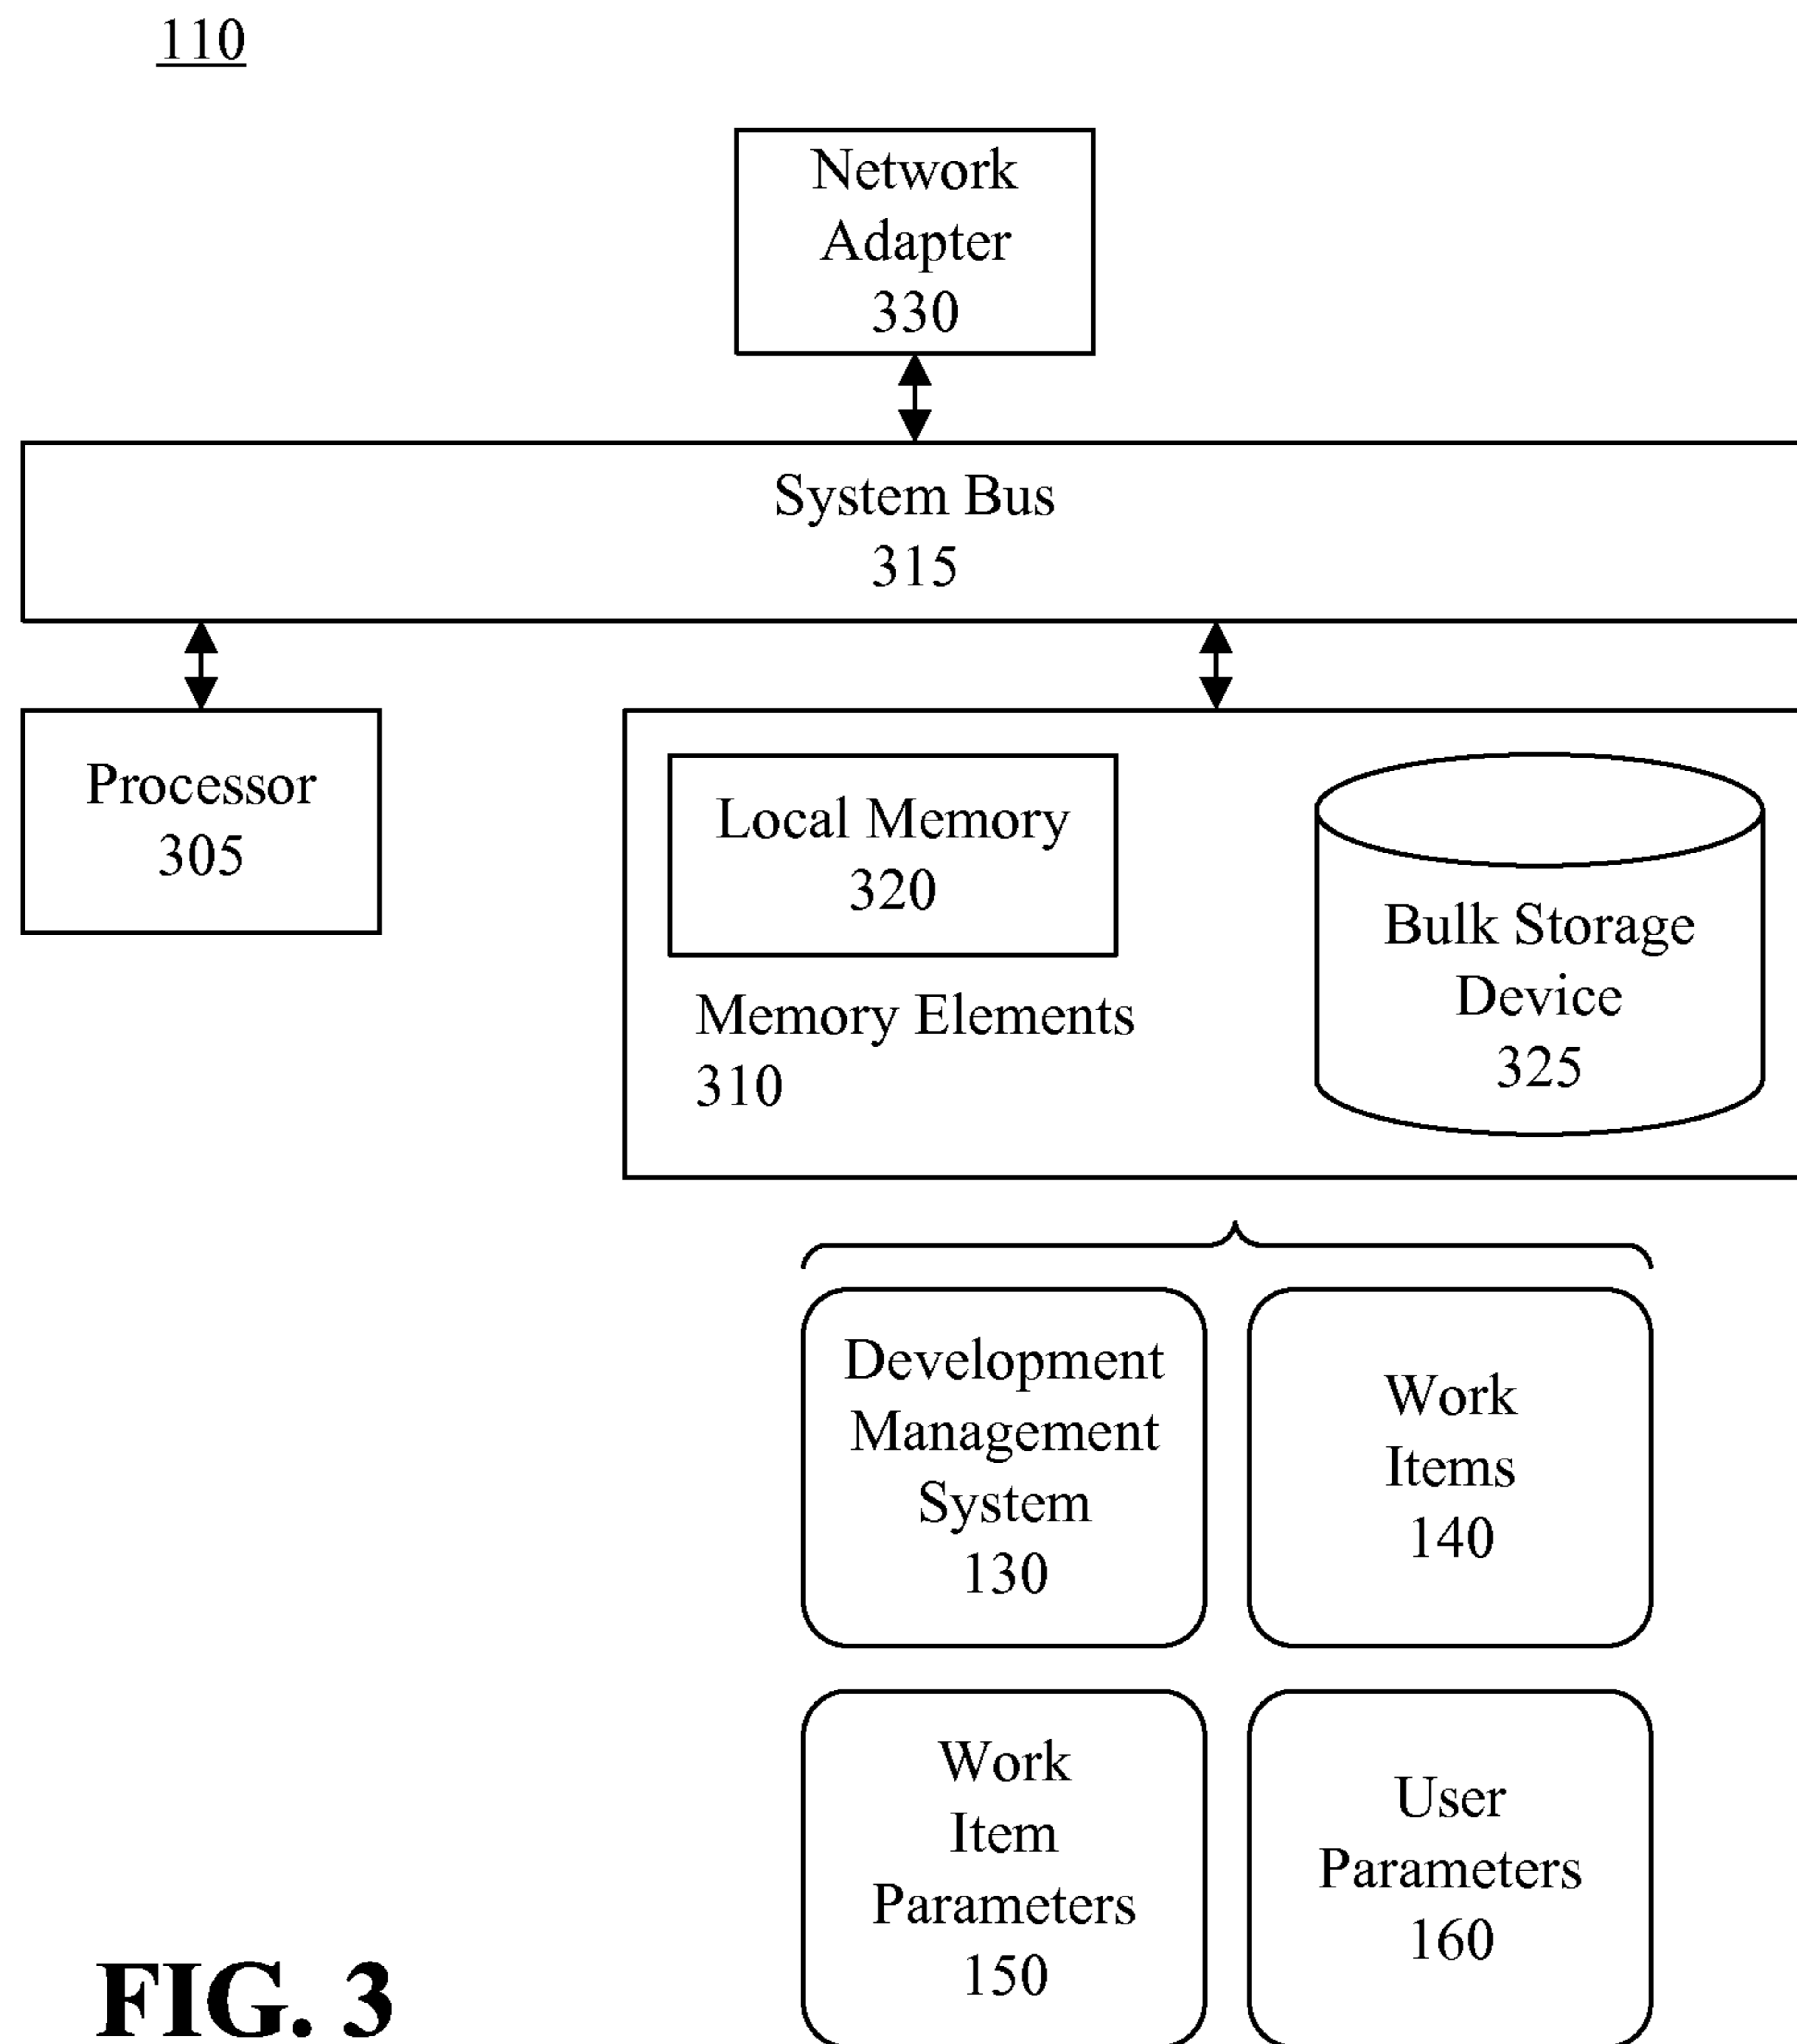 110
Network
Adapter
330
System Bus
315
Processor
305
Local Memory
320
Memory Elements
310
Bulk Storage
Device
325
Development
Management
System
130
Work
Items
140
Work
Item
Parameters
150
User
Parameters
160
FIG. 3